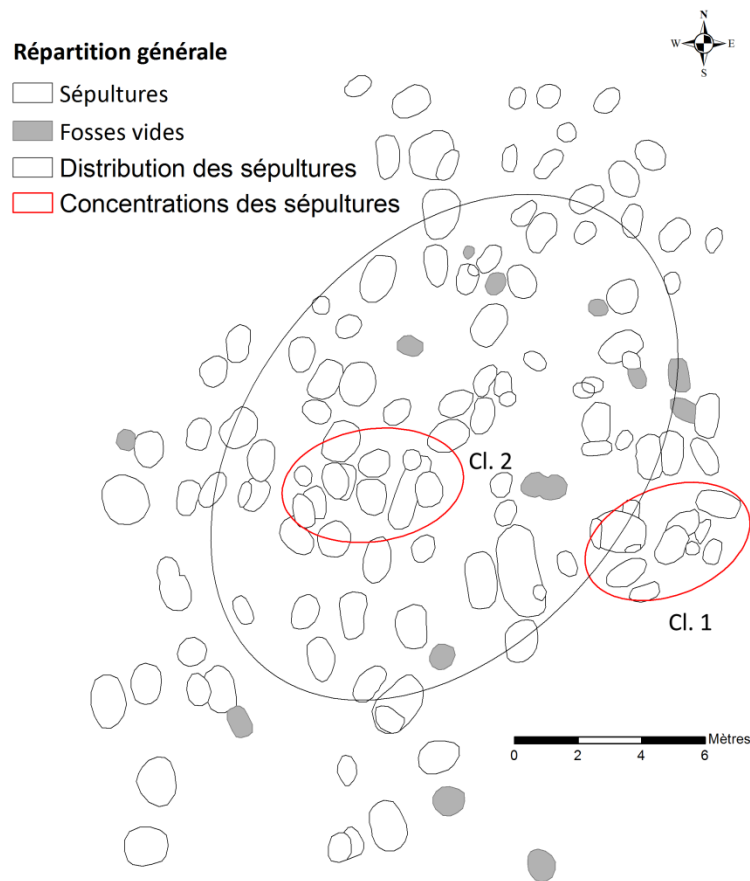 N
W E
S
Répartition générale
Sépultures
Fosses vides
Distribution des sépultures
Concentrations des sépultures
Cl. 2
Cl. 1
Mètres
0 2 4 6